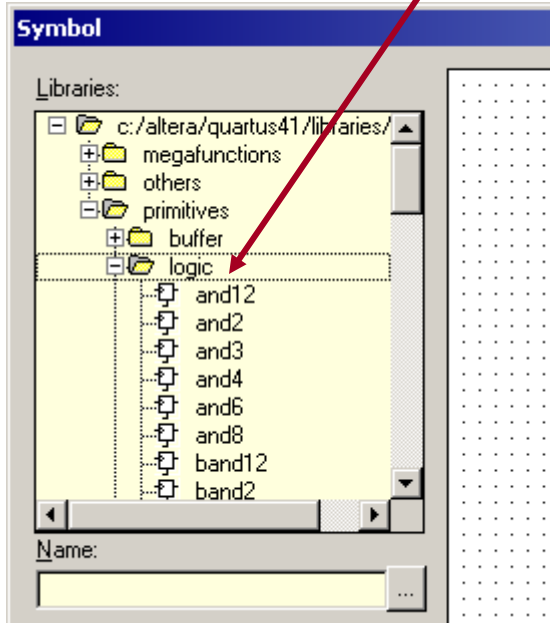 Symbol
Libraries:
c:/altera/quartus41/libraries/
megafunctions
others
primitives
buffer
logic
and12
and2
and3
and4
and6
and8
band12
band2
Name:
...